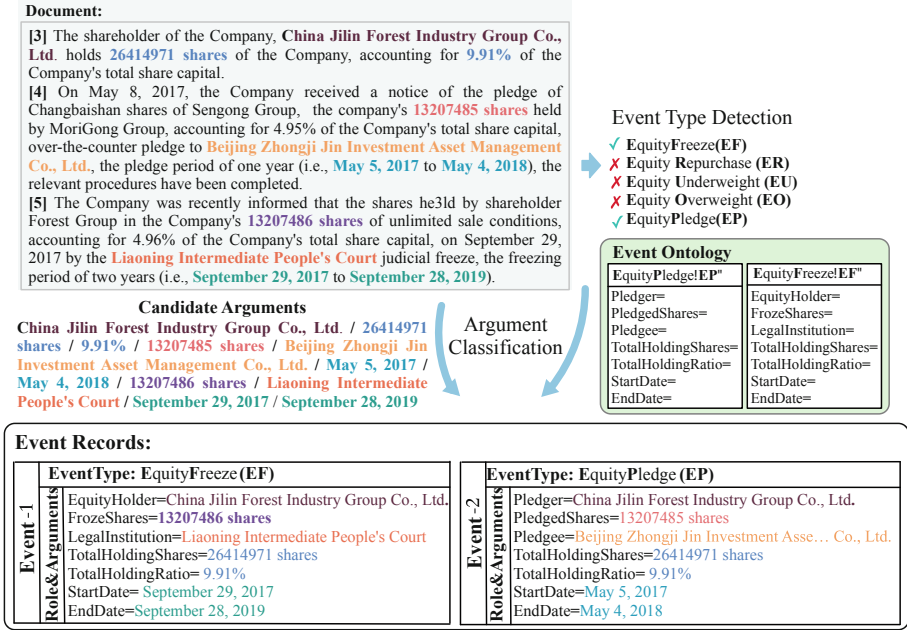 Document:
[3] The shareholder of the Company, China Jilin Forest Industry Group Co.,
Ltd. holds 26414971 shares of the Company, accounting for 9.91% of the
Company's total share capital.
[4] On May 8, 2017, the Company received a notice of the pledge of
Changbaishan shares of Sengong Group, the company's 13207485 shares held
by MoriGong Group, accounting for 4.95% of the Company's total share capital,
over-the-counter pledge to Beijing Zhongji Jin Investment Asset Management
Co., Ltd., the pledge period of one year (i.e., May 5, 2017 to May 4, 2018), the
relevant procedures have been completed.
[5] The Company was recently informed that the shares he3ld by shareholder
Forest Group in the Company's 13207486 shares of unlimited sale conditions,
accounting for 4.96% of the Company's total share capital, on September 29,
2017 by the Liaoning Intermediate People's Court judicial freeze, the freezing
period of two years (i.e., September 29, 2017 to September 28, 2019).
Event Type Detection
✓ EquityFreeze(EF)
✗ Equity Repurchase (ER)
✗ Equity Underweight (EU)
✗ Equity Overweight (EO)
✓ EquityPledge(EP)
Event Ontology
EquityPledge!EP"
Pledger=
PledgedShares=
Pledgee=
TotalHoldingShares=
TotalHoldingRatio=
StartDate=
EndDate=
EquityFreeze!EF"
EquityHolder=
FrozeShares=
LegalInstitution=
TotalHoldingShares=
TotalHoldingRatio=
StartDate=
EndDate=
Candidate Arguments
China Jilin Forest Industry Group Co., Ltd. / 26414971
shares / 9.91% / 13207485 shares / Beijing Zhongji Jin
Investment Asset Management Co., Ltd. / May 5, 2017 /
May 4, 2018 / 13207486 shares / Liaoning Intermediate
People's Court / September 29, 2017 / September 28, 2019
Argument
Classification
Event Records:
Event-1
Role&Arguments
EventType: EquityFreeze (EF)
EquityHolder=China Jilin Forest Industry Group Co., Ltd.
FrozeShares=13207486 shares
LegalInstitution=Liaoning Intermediate People's Court
TotalHoldingShares=26414971 shares
TotalHoldingRatio= 9.91%
StartDate= September 29, 2017
EndDate=September 28, 2019
Event-2
Role&Arguments
EventType: EquityPledge (EP)
Pledger=China Jilin Forest Industry Group Co., Ltd.
PledgedShares=13207485 shares
Pledgee=Beijing Zhongji Jin Investment Asse… Co., Ltd.
TotalHoldingShares=26414971 shares
TotalHoldingRatio= 9.91%
StartDate=May 5, 2017
EndDate=May 4, 2018